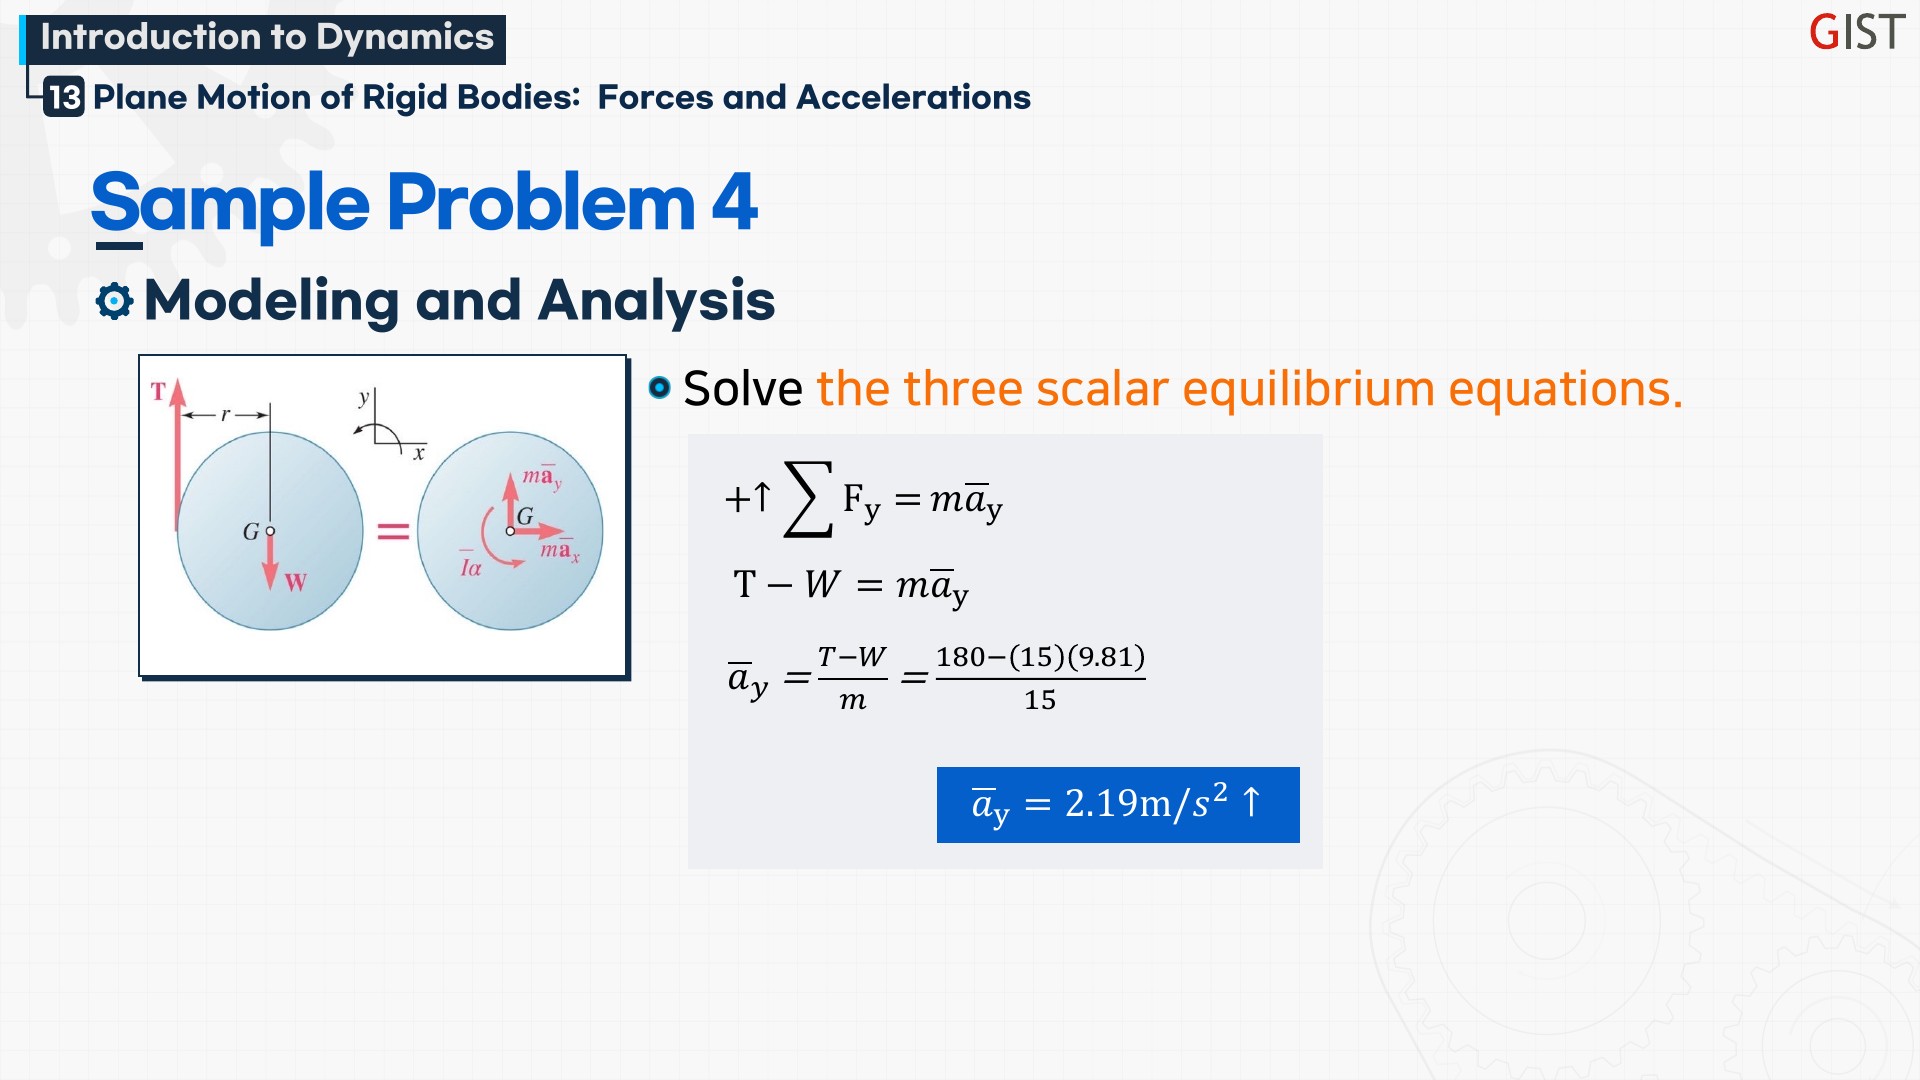 Introduction to Dynamics
GIST
13 Plane Motion of Rigid Bodies: Forces and Accelerations
Sample Problem 4
Modeling and Analysis
T
r
G
W
=
y
x
ma̅y
G
ma̅x
I̅α
Solve the three scalar equilibrium equations.
+↑ ∑ Fy = ma̅y
T − W = ma̅y
a̅y = T−W/m = 180−(15)(9.81)/15
a̅y = 2.19m/s² ↑